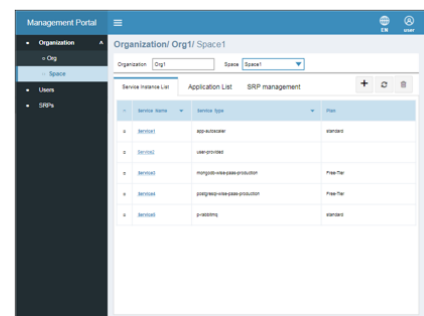 Management Portal
EN
user
Organization
Org
Space
Users
SRPs
Organization/ Org1/ Space1
Organization Org1 Space Space1
Service Instance List Application List SRP management
Service Name Service Type Plan
Service1 app-autoscaler standard
Service2 user-provided
Service3 mongodb-wise-paas-production Free-Tier
postgresql-wise-paas-production Free-Tier
p-rabbitmq standard